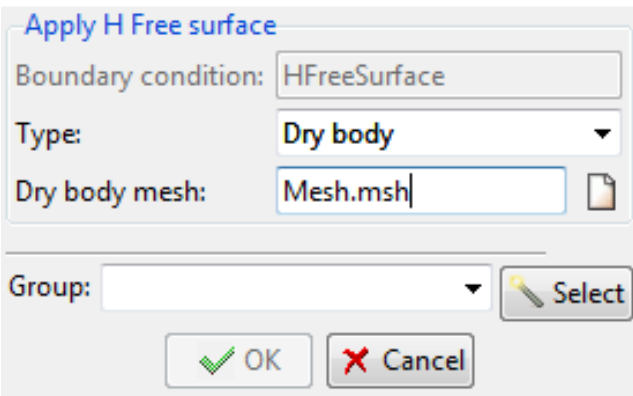 Apply H Free surface
Boundary condition: HFreeSurface
Type: Dry body
Dry body mesh: Mesh.msh
Group: Select
OK Cancel